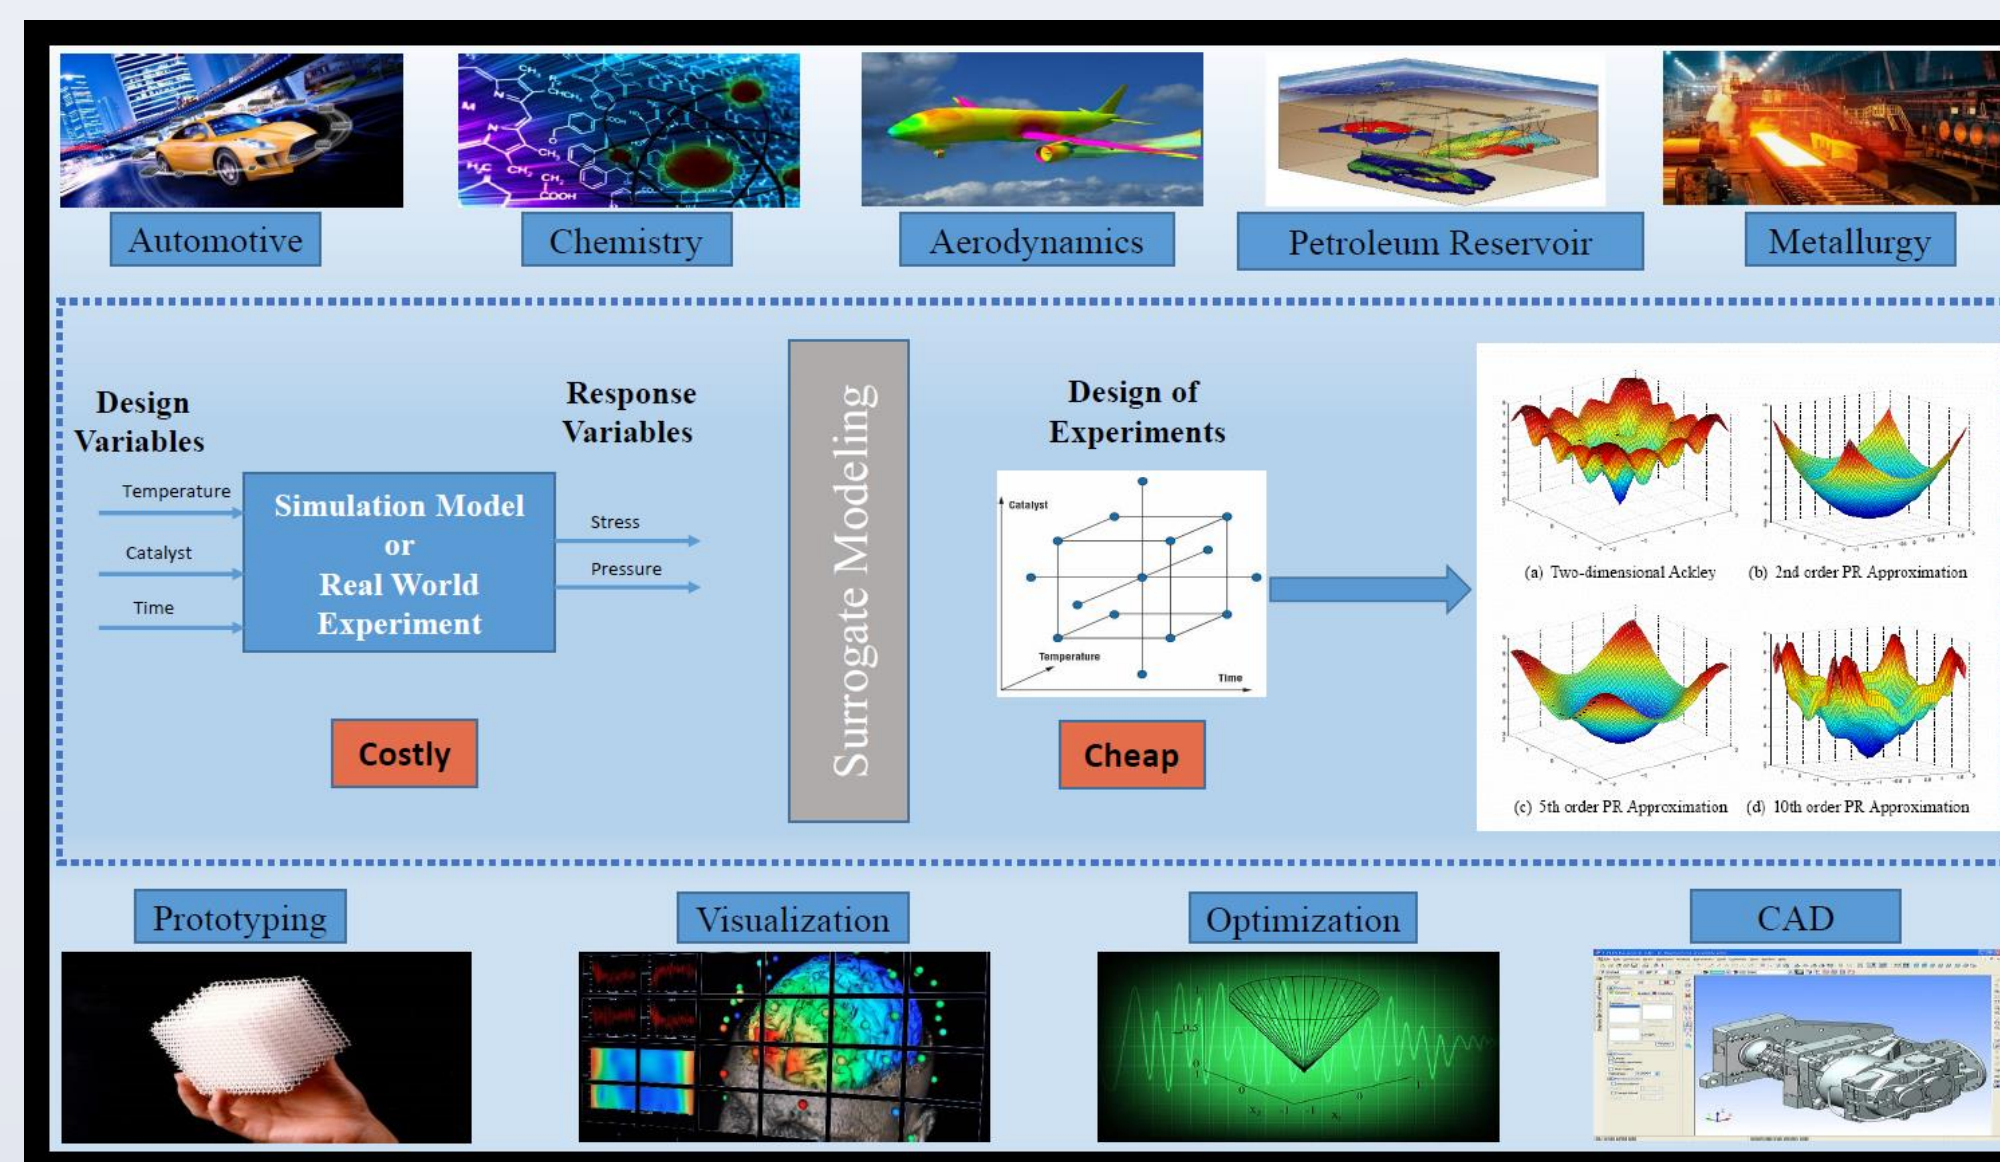 Automotive
Chemistry
Aerodynamics
Petroleum Reservoir
Metallurgy
Design
Variables
Temperature
Catalyst
Time
Simulation Model
or
Real World
Experiment
Response
Variables
Stress
Pressure
Costly
Surrogate Modeling
Design of
Experiments
Catalyst
Temperature
Time
Cheap
(a) Two-dimensional Ackley
(b) 2nd order PR Approximation
(c) 5th order PR Approximation
(d) 10th order PR Approximation
Prototyping
Visualization
Optimization
CAD